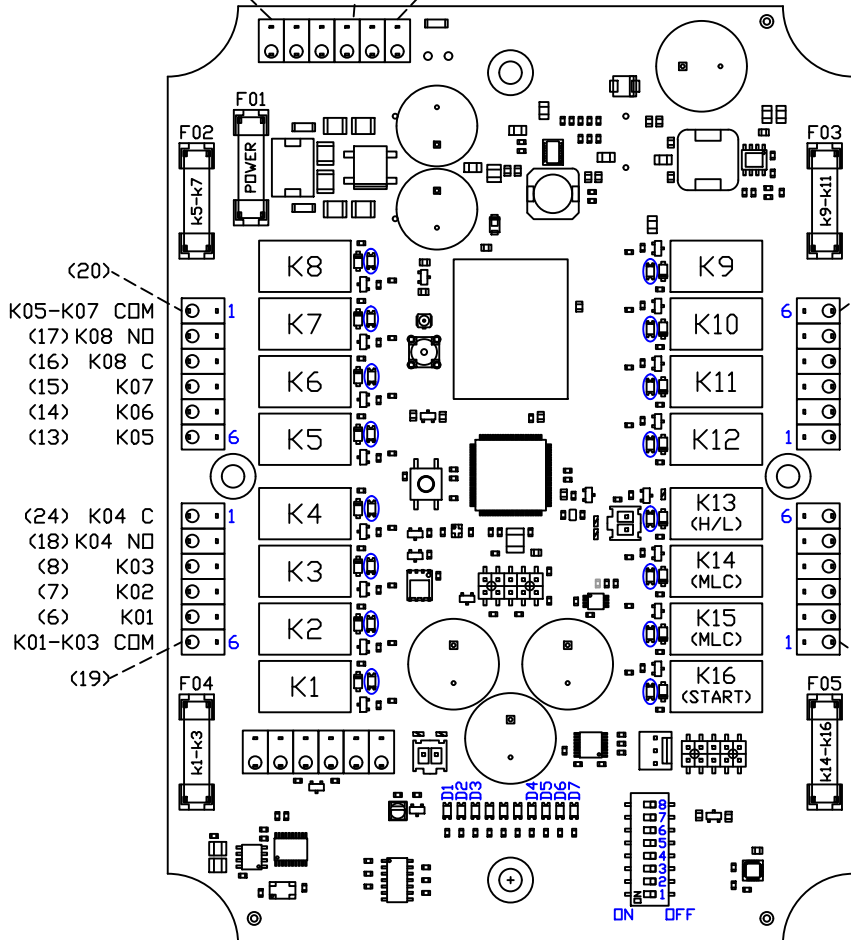 F01
F02
F03
POWER
k5-k7
k9-k11
(20)
K8
K9
K05-K07 COM
1
K7
K10
6
(17) K08 NO
(16) K08 C
K6
K11
(15) K07
(14) K06
(13) K05
6
K5
K12
1
(24) K04 C
1
K4
K13
(H/L)
6
(18) K04 NO
(8) K03
K3
K14
(MLC)
(7) K02
(6) K01
K2
K15
(MLC)
K01-K03 COM
6
1
(19)
K1
K16
(START)
F04
F05
k1-k3
k14-k16
D1
D2
D3
D4
D5
D6
D7
8
7
6
5
4
3
2
1
ON
ON OFF